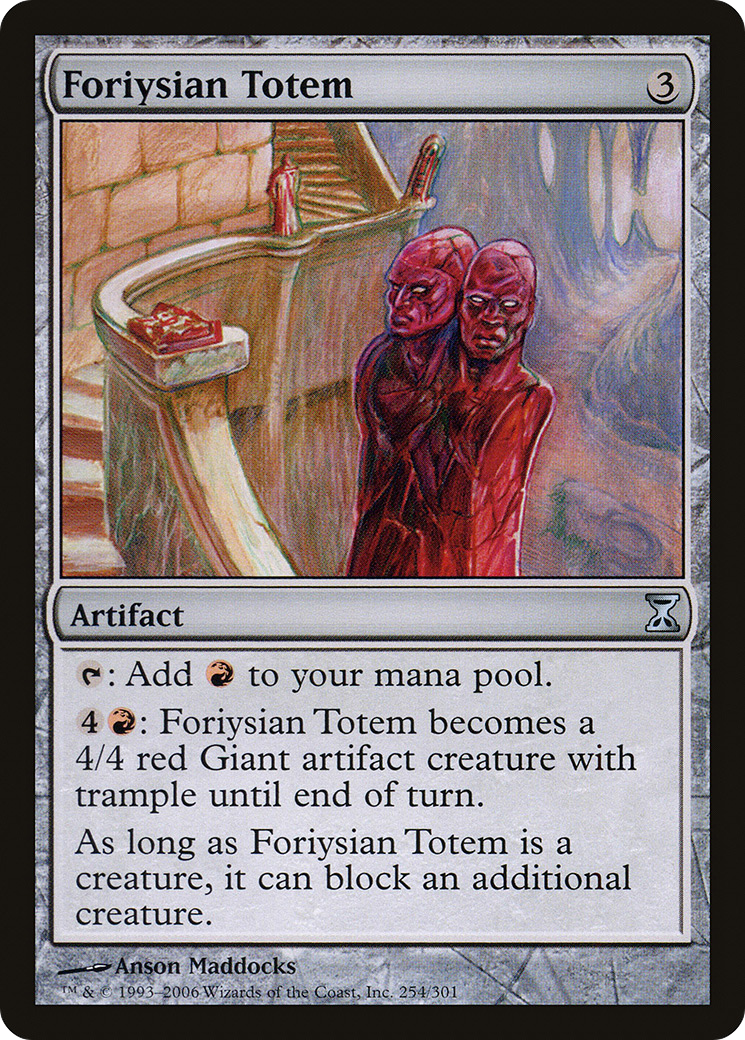 Foriysian Totem 3
Artifact
: Add to your mana pool.
4 : Foriysian Totem becomes a
4/4 red Giant artifact creature with
trample until end of turn.
As long as Foriysian Totem is a
creature, it can block an additional
creature.
Anson Maddocks
™ & © 1993–2006 Wizards of the Coast, Inc. 254/301